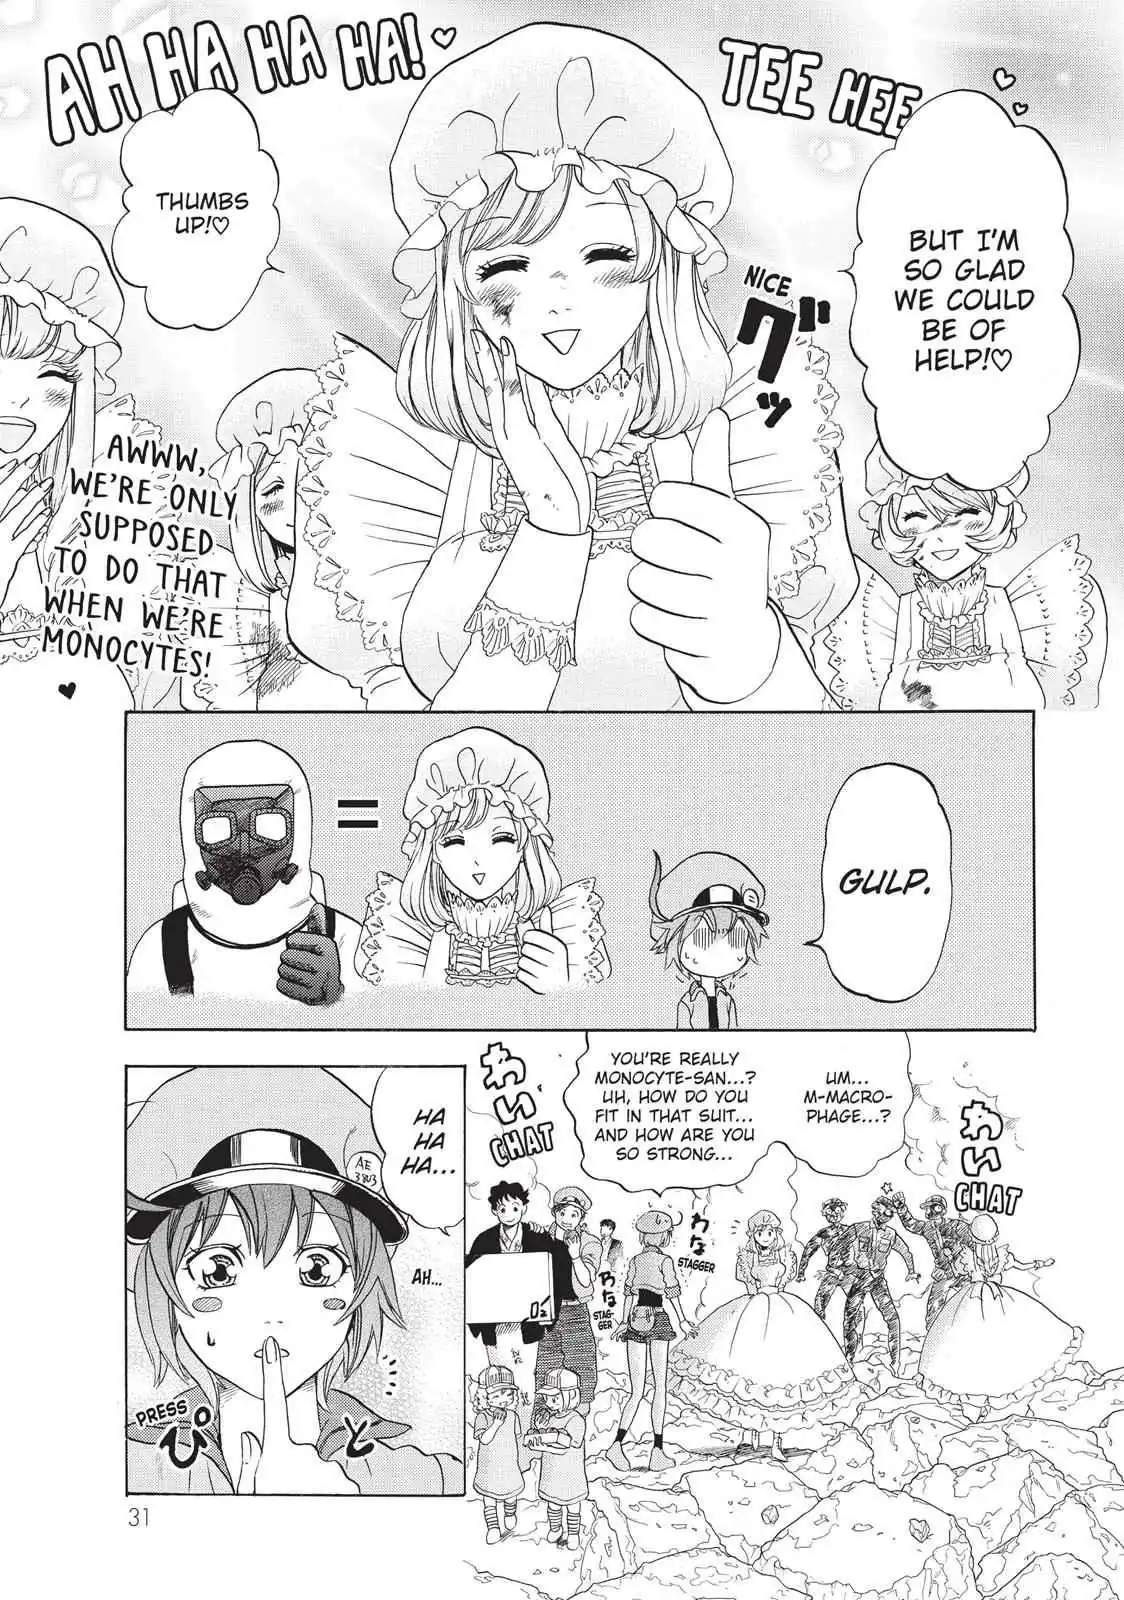 AH HA HA HA!♡
TEE HEE
BUT I'M
SO GLAD
WE COULD
BE OF
HELP!♡
NICE
グッ
THUMBS
UP!♡
AWWW,
WE'RE ONLY
SUPPOSED
TO DO THAT
WHEN WE'RE
MONOCYTES!
♥
=
GULP.
UM...
M-MACRO-
PHAGE...?
YOU'RE REALLY
MONOCYTE-SAN...?
UH, HOW DO YOU
FIT IN THAT SUIT...
AND HOW ARE YOU
SO STRONG...
わい
CHAT
わい
CHAT
わな
STAGGER
わな
STAG-
GER
O2
HA
HA
HA...
AH...
AE
3803
PRESS
ぴと
31